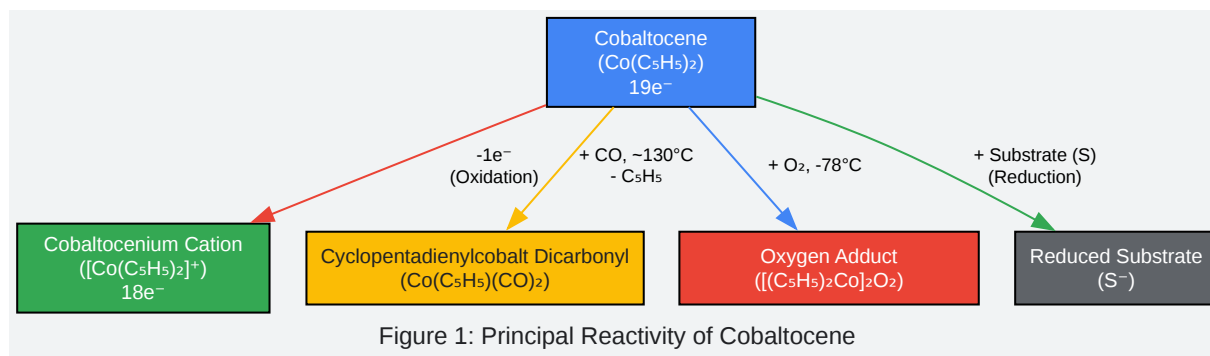 Cobaltocene
(Co(C₅H₅)₂)
19e⁻
-1e⁻
(Oxidation)
+ CO, ~130°C
- C₅H₅
+ O₂, -78°C
+ Substrate (S)
(Reduction)
Cobaltocenium Cation
([Co(C₅H₅)₂]⁺)
18e⁻
Cyclopentadienylcobalt Dicarbonyl
(Co(C₅H₅)(CO)₂)
Oxygen Adduct
([(C₅H₅)₂Co]₂O₂)
Reduced Substrate
(S⁻)
Figure 1: Principal Reactivity of Cobaltocene